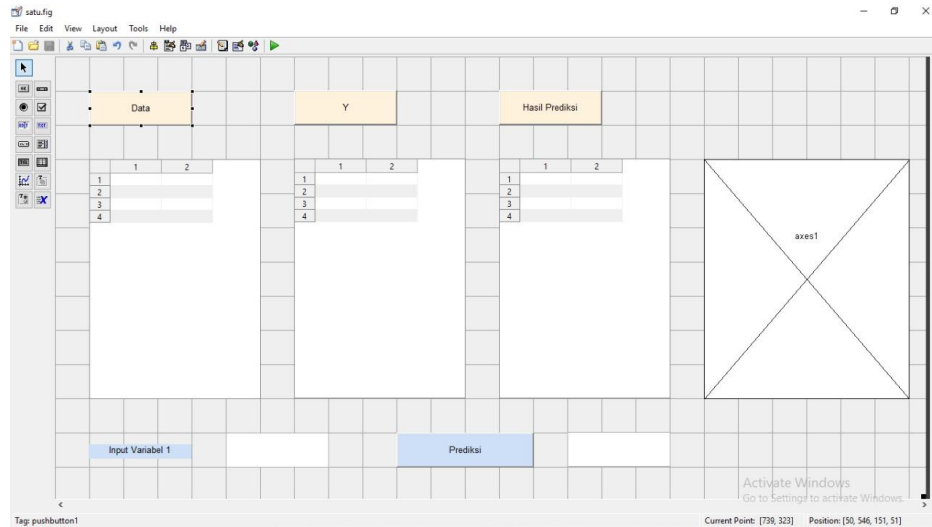 satu.fig
File Edit View Layout Tools Help
Data
Y
Hasil Prediksi
1 2
1
2
3
4
1 2
1
2
3
4
1 2
1
2
3
4
axes1
Input Variabel 1
Prediksi
Activate Windows
Go to Settings to activate Windows.
Tag: pushbutton1
Current Point: [739, 323] Position: [50, 546, 151, 51]